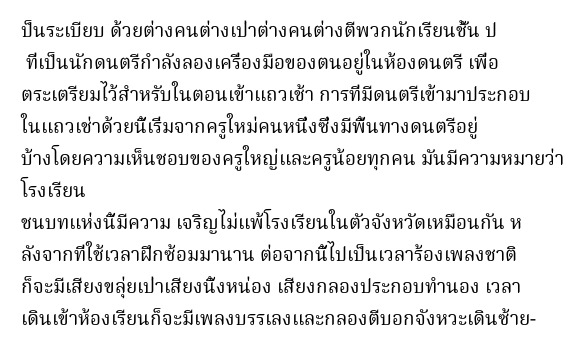 ป็นระเบียบ ด้วยต่างคนต่างเปาต่างคนต่างตีพวกนักเรียนชั้น ป
ที่เป็นนักดนตรีกำลังลองเครื่องมือของตนอยู่ในห้องดนตรี เพื่อ
ตระเตรียมไว้สำหรับในตอนเข้าแถวเช้า การที่มีดนตรีเข้ามาประกอบ
ในแถวเช่าด้วยนี้เริ่มจากครูใหม่คนหนึ่งซึ่งมีพื้นทางดนตรีอยู่
บ้างโดยความเห็นชอบของครูใหญ่และครูน้อยทุกคน มันมีความหมายว่า
โรงเรียน
ชนบทแห่งนี้มีความ เจริญไม่แพ้โรงเรียนในตัวจังหวัดเหมือนกัน ห
ลังจากที่ใช้เวลาฝึกซ้อมมานาน ต่อจากนี้ไปเป็นเวลาร้องเพลงชาติ
ก็จะมีเสียงขลุ่ยเปาเสียงนิ้งหน่อง เสียงกลองประกอบทำนอง เวลา
เดินเข้าห้องเรียนก็จะมีเพลงบรรเลงและกลองตีบอกจังหวะเดินซ้าย-